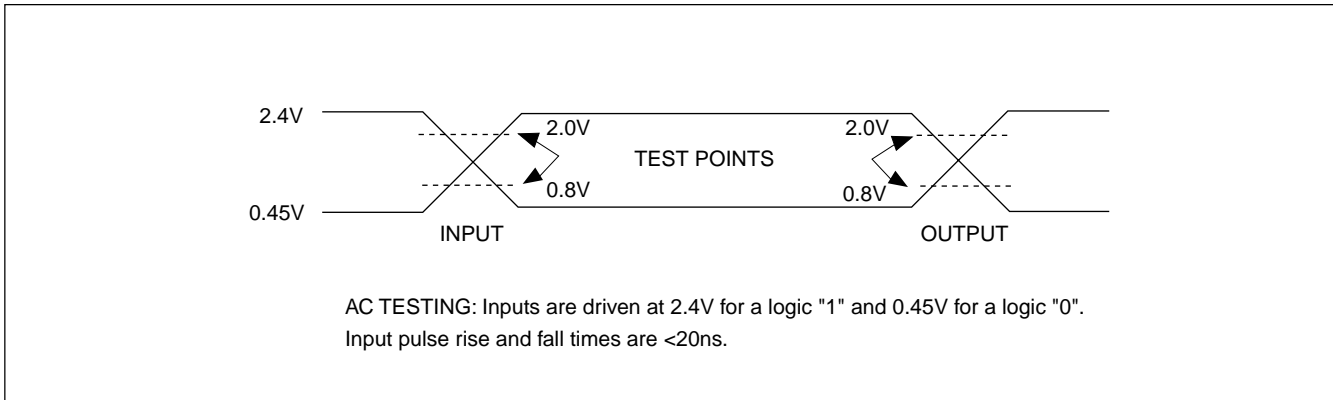 2.4V
2.0V
2.0V
TEST POINTS
0.8V
0.8V
0.45V
INPUT
OUTPUT
AC TESTING: Inputs are driven at 2.4V for a logic "1" and 0.45V for a logic "0".
Input pulse rise and fall times are <20ns.